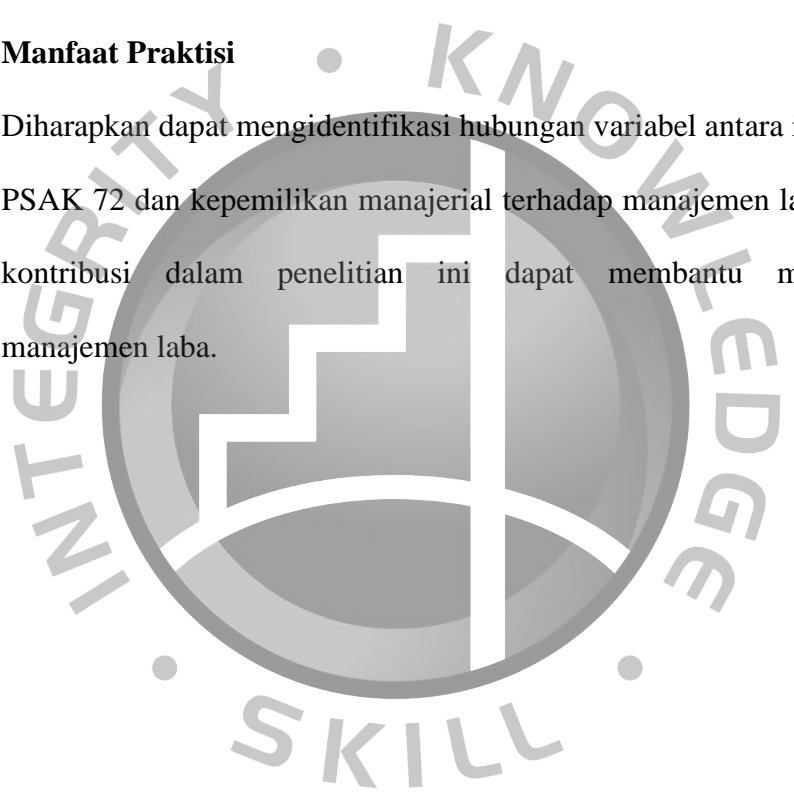 Manfaat Praktisi
Diharapkan dapat mengidentifikasi hubungan variabel antara
PSAK 72 dan kepemilikan manajerial terhadap manajemen
kontribusi dalam penelitian ini dapat membantu
manajemen laba.
INTEGRITY • KNOWLEDGE • SKILL •